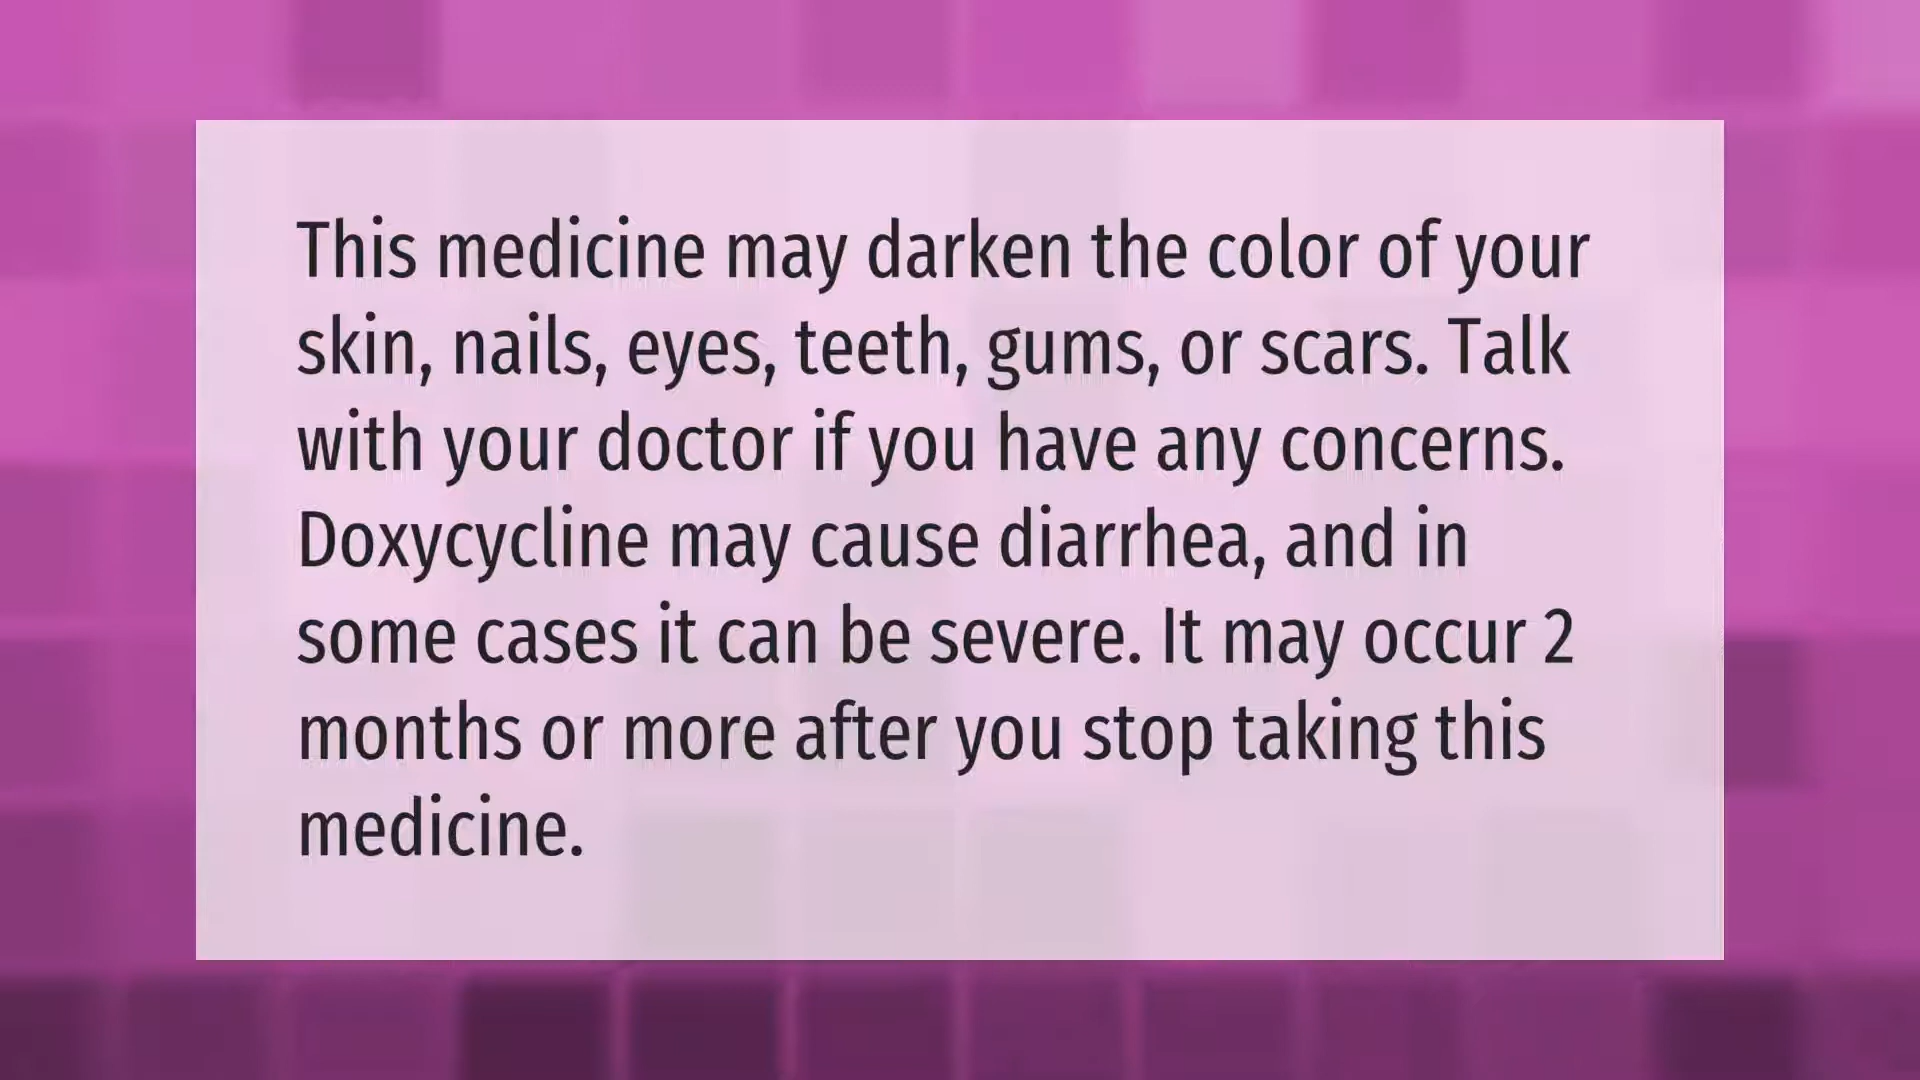 This medicine may darken the color of your
skin, nails, eyes, teeth, gums, or scars. Talk
with your doctor if you have any concerns.
Doxycycline may cause diarrhea, and in
some cases it can be severe. It may occur 2
months or more after you stop taking this
medicine.